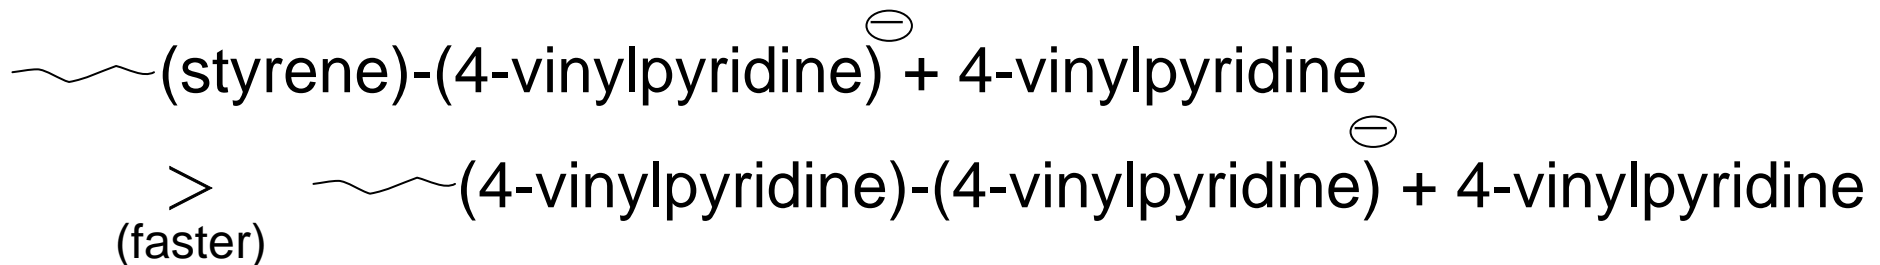 (styrene)-(4-vinylpyridine)⊖ + 4-vinylpyridine
> (4-vinylpyridine)-(4-vinylpyridine)⊖ + 4-vinylpyridine
(faster)